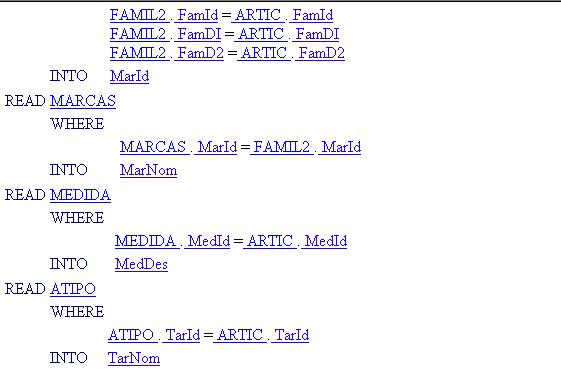 FAMIL2 . FamId = ARTIC . FamId
FAMIL2 . FamDI = ARTIC . FamDI
FAMIL2 . FamD2 = ARTIC . FamD2
INTO MarId
READ MARCAS
WHERE
MARCAS . MarId = FAMIL2 . MarId
INTO MarNom
READ MEDIDA
WHERE
MEDIDA . MedId = ARTIC . MedId
INTO MedDes
READ ATIPO
WHERE
ATIPO . TarId = ARTIC . TarId
INTO TarNom